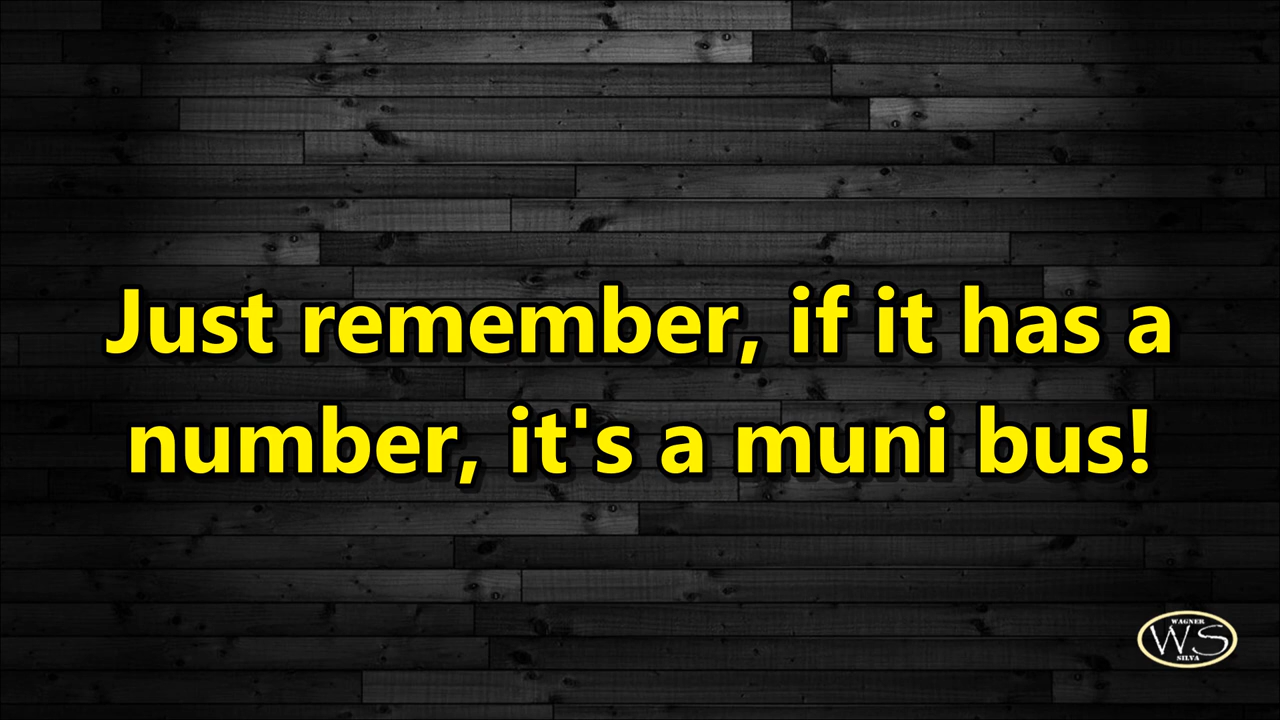 Just remember, if it has a
number, it's a muni bus!
WAGNER
WS
SILVA